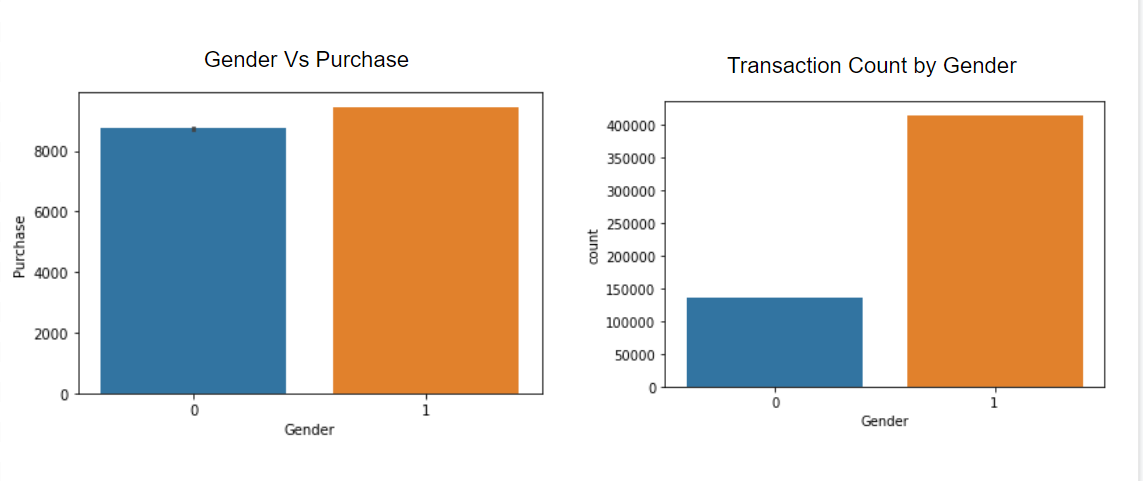 Gender Vs Purchase
8000
6000
4000
2000
0
Purchase
0 1
Gender
Transaction Count by Gender
400000
350000
300000
250000
200000
150000
100000
50000
0
count
0 1
Gender